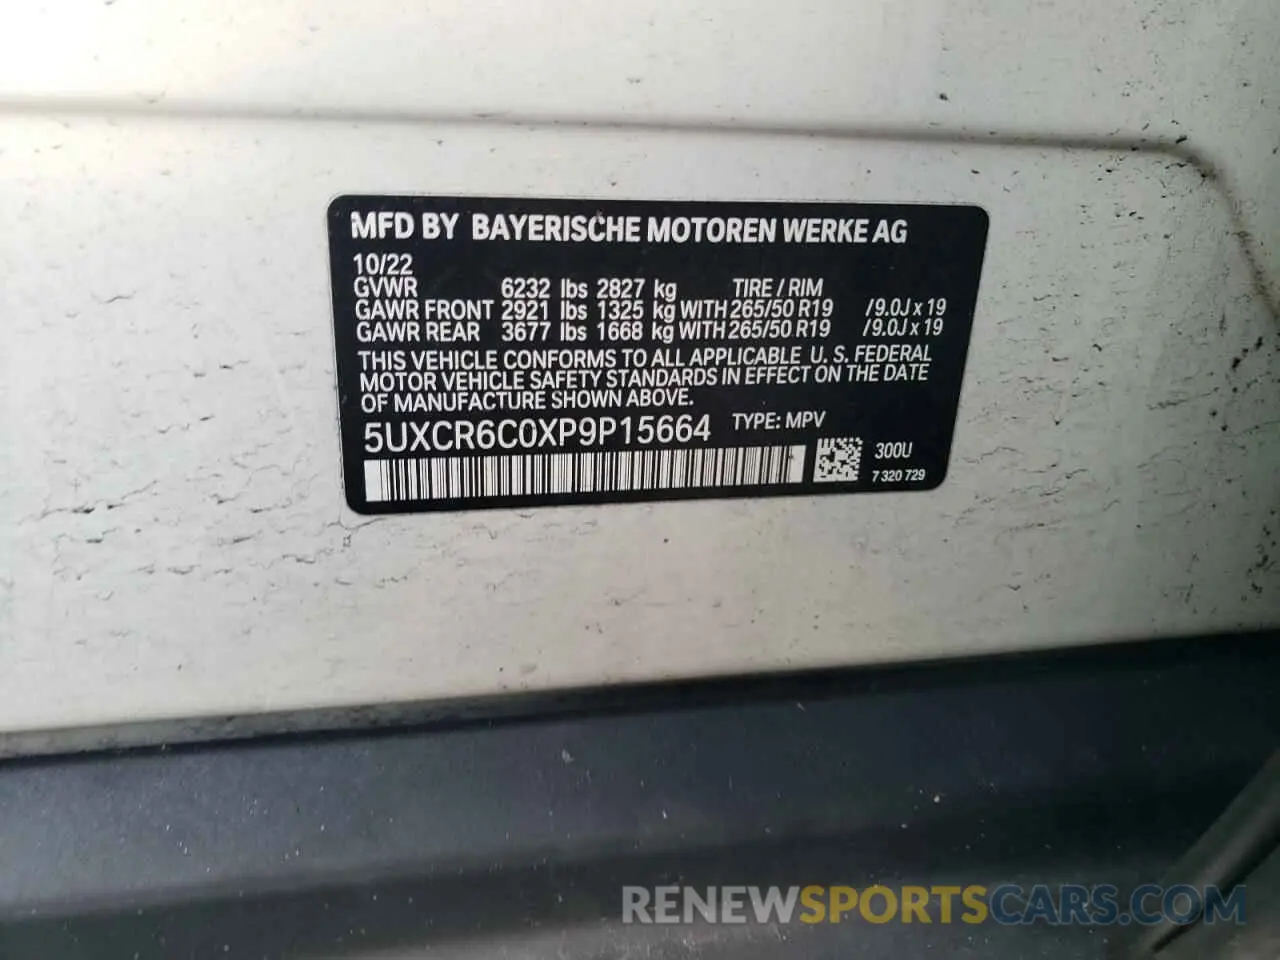 MFD BY BAYERISCHE MOTOREN WERKE AG
10/22
GVWR 6232 lbs 2827 kg TIRE / RIM
GAWR FRONT 2921 lbs 1325 kg WITH 265/50 R19 /9.0J x 19
GAWR REAR 3677 lbs 1668 kg WITH 265/50 R19 /9.0J x 19
THIS VEHICLE CONFORMS TO ALL APPLICABLE U. S. FEDERAL
MOTOR VEHICLE SAFETY STANDARDS IN EFFECT ON THE DATE
OF MANUFACTURE SHOWN ABOVE.
5UXCR6C0XP9P15664 TYPE: MPV
300U
7 320 729
RENEWSPORTSCARS.COM